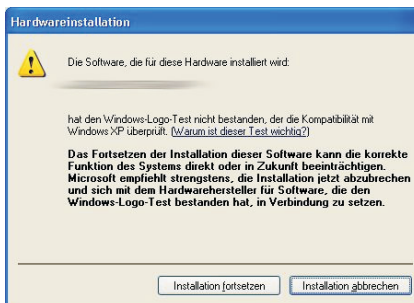 Hardwareinstallation
Die Software, die für diese Hardware installiert wird:
hat den Windows-Logo-Test nicht bestanden, der die Kompatibilität mit
Windows XP überprüft. (Warum ist dieser Test wichtig?)
Das Fortsetzen der Installation dieser Software kann die korrekte
Funktion des Systems direkt oder in Zukunft beeinträchtigen.
Microsoft empfiehlt strengstens, die Installation jetzt abzubrechen
und sich mit dem Hardwarehersteller für Software, die den
Windows-Logo-Test bestanden hat, in Verbindung zu setzen.
Installation fortsetzen
Installation abbrechen